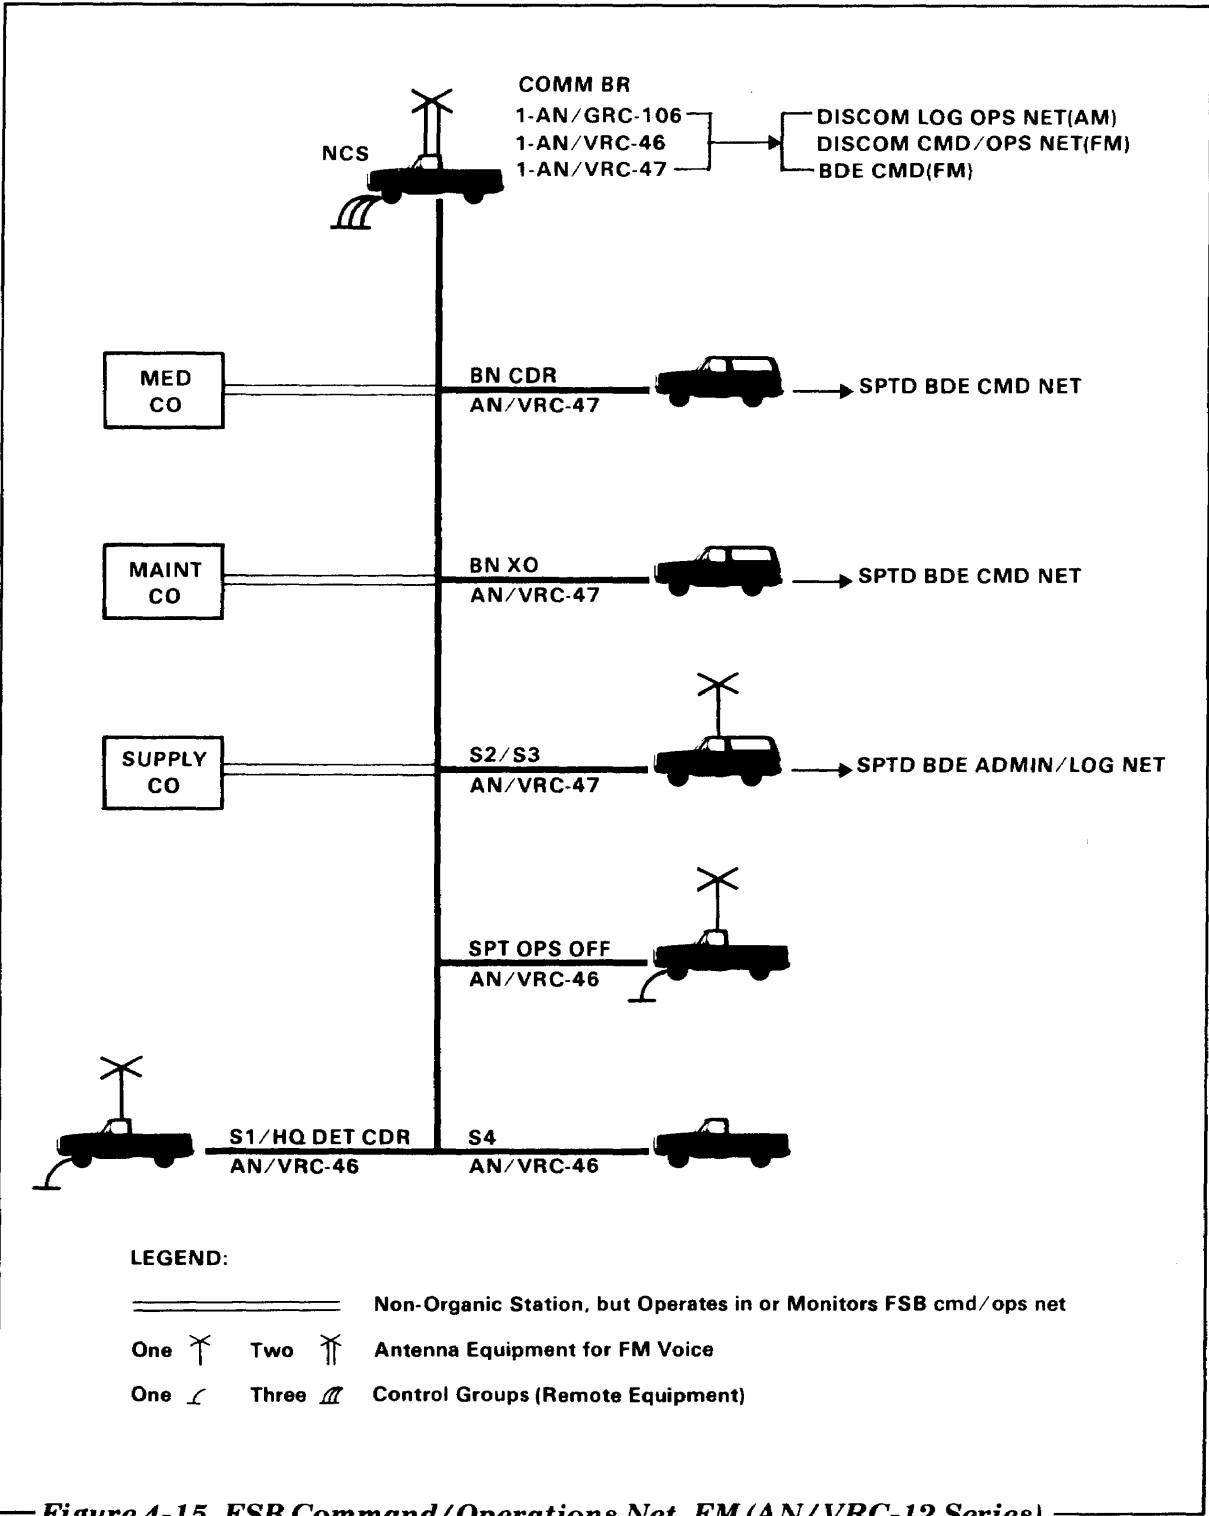 COMM BR
1-AN/GRC-106
1-AN/VRC-46
1-AN/VRC-47
DISCOM LOG OPS NET(AM)
DISCOM CMD/OPS NET(FM)
BDE CMD(FM)
NCS
MED
CO
BN CDR
AN/VRC-47
SPTD BDE CMD NET
MAINT
CO
BN XO
AN/VRC-47
SPTD BDE CMD NET
SUPPLY
CO
S2/S3
AN/VRC-47
SPTD BDE ADMIN/LOG NET
SPT OPS OFF
AN/VRC-46
S1/HQ DET CDR
AN/VRC-46
S4
AN/VRC-46
LEGEND:
Non-Organic Station, but Operates in or Monitors FSB cmd/ops net
One Two Antenna Equipment for FM Voice
One Three Control Groups (Remote Equipment)
Figure 4-15. FSB Command/Operations Net, FM (AN/VRC-12 Series)